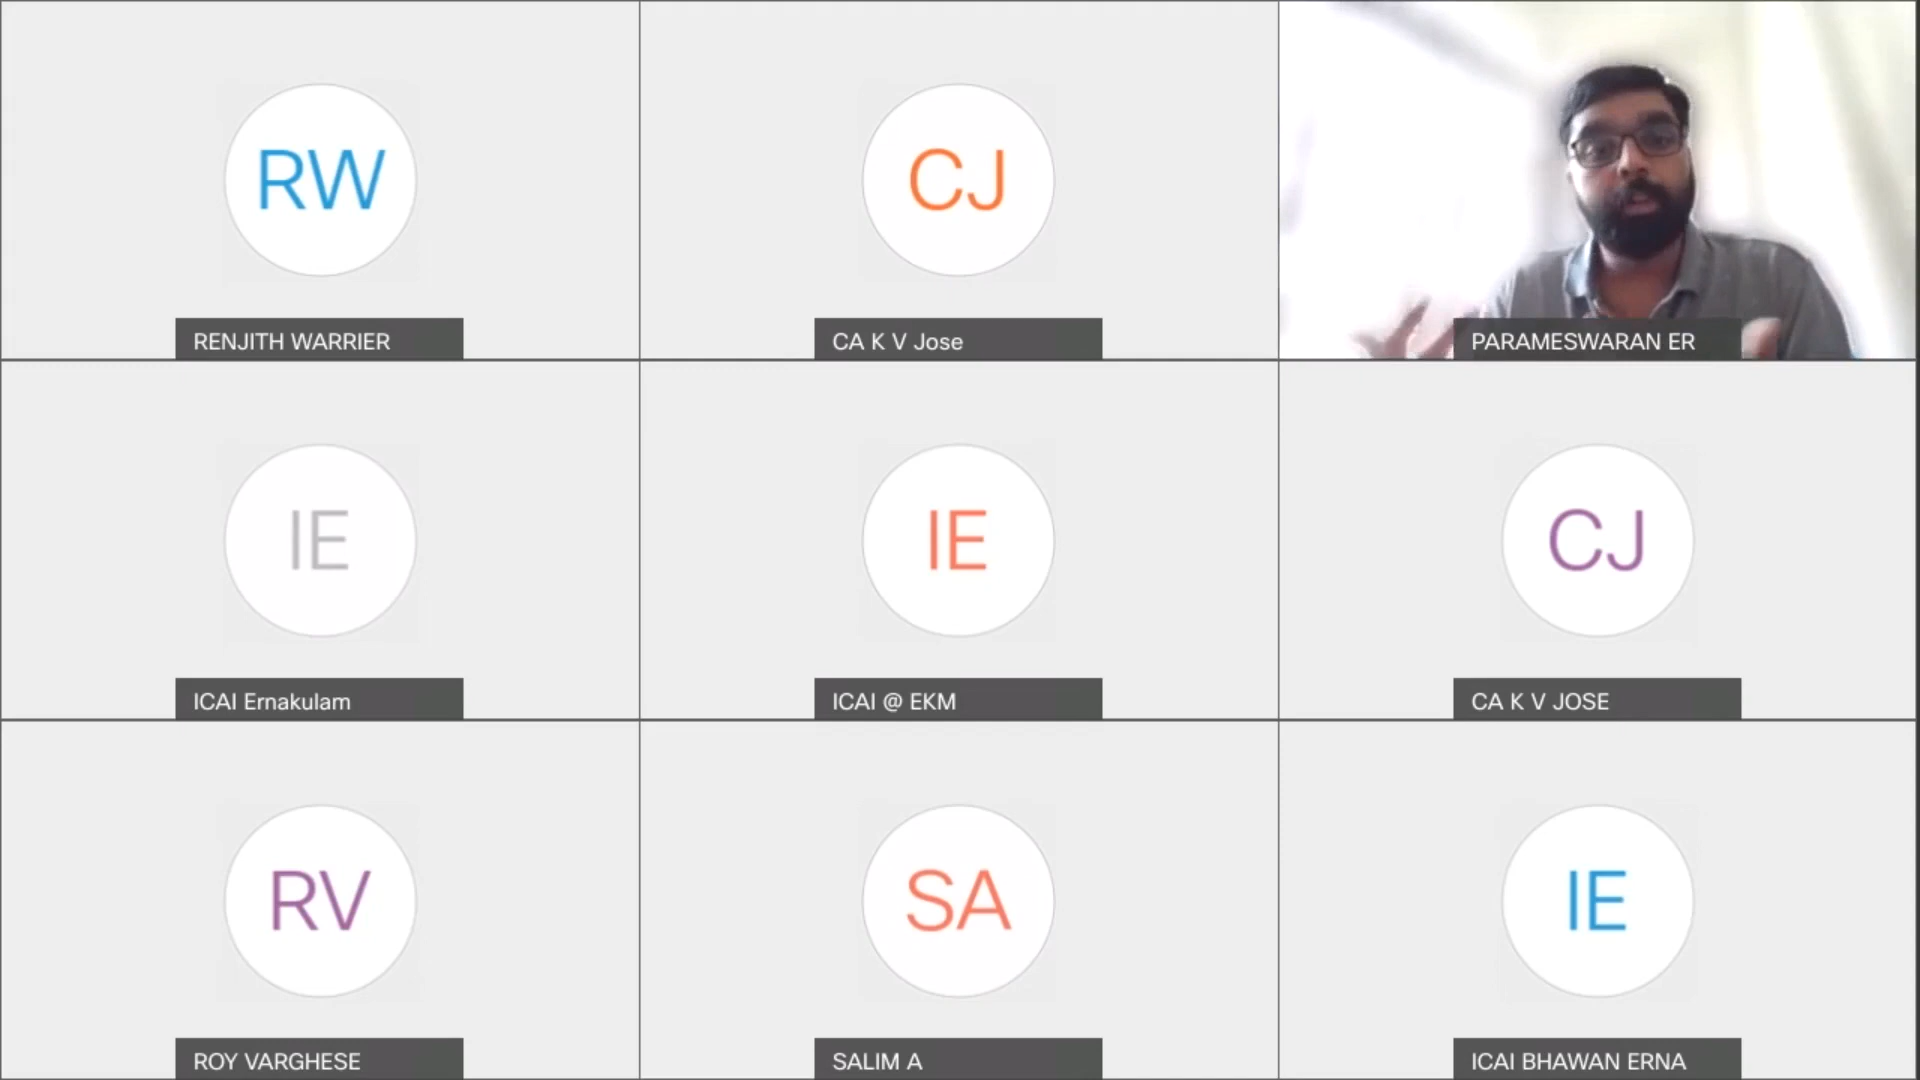 RW
RENJITH WARRIER
CJ
CA K V Jose
PARAMESWARAN ER
IE
ICAI Ernakulam
IE
ICAI @ EKM
CJ
CA K V JOSE
RV
ROY VARGHESE
SA
SALIM A
IE
ICAI BHAWAN ERNA